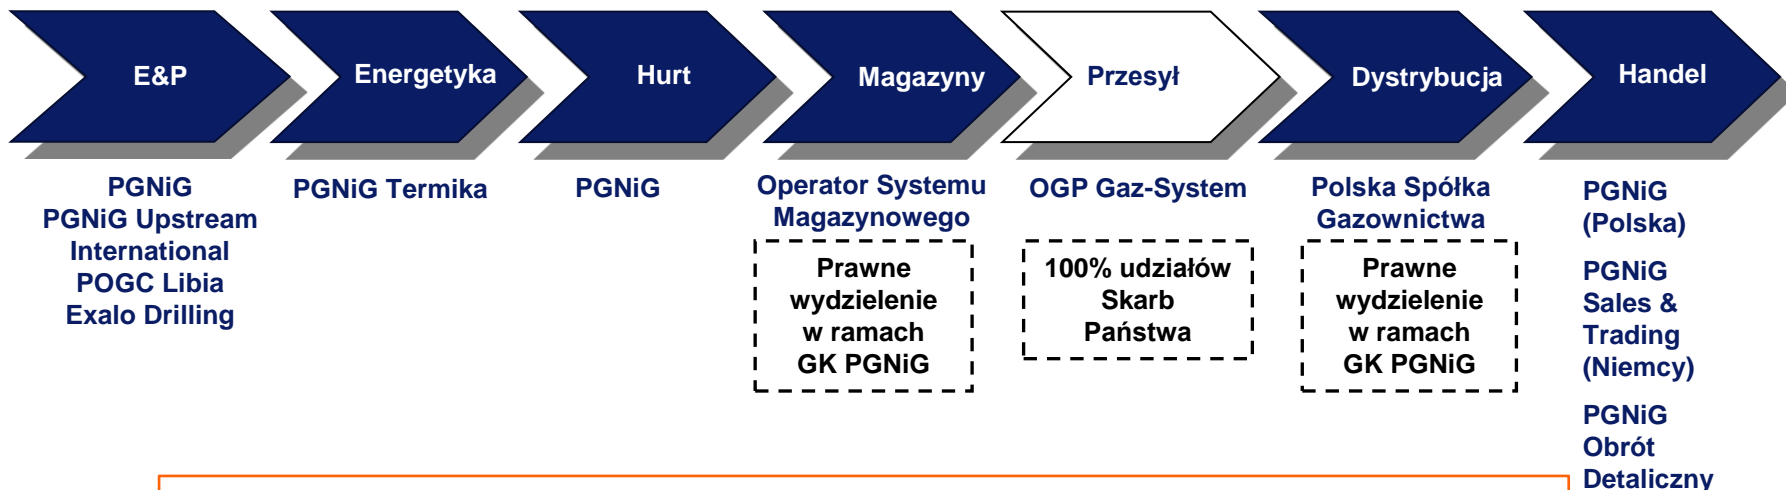 E&P
Energetyka
Hurt
Magazyny
Przesył
Dystrybucja
Handel
PGNiG
PGNiG Upstream
International
POGC Libia
Exalo Drilling
PGNiG Termika
PGNiG
Operator Systemu
Magazynowego
Prawne
wydzielenie
w ramach
GK PGNiG
OGP Gaz-System
100% udziałów
Skarb
Państwa
Polska Spółka
Gazownictwa
Prawne
wydzielenie
w ramach
GK PGNiG
PGNiG
(Polska)
PGNiG
Sales &
Trading
(Niemcy)
PGNiG
Obrót
Detaliczny